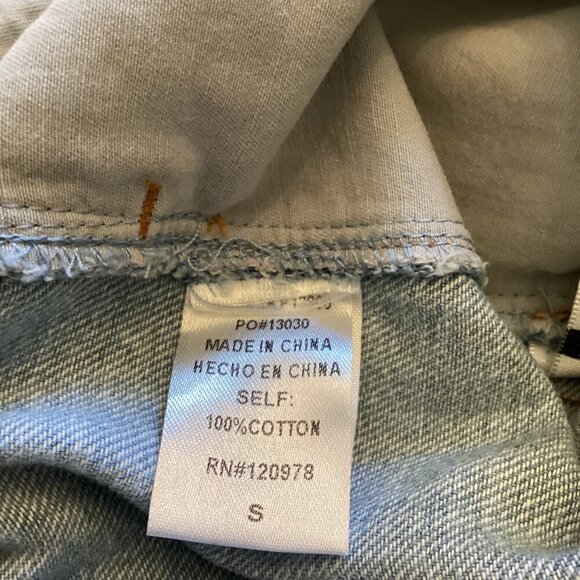 PO#13030
MADE IN CHINA
HECHO EN CHINA
SELF:
100%COTTON
RN#120978
S